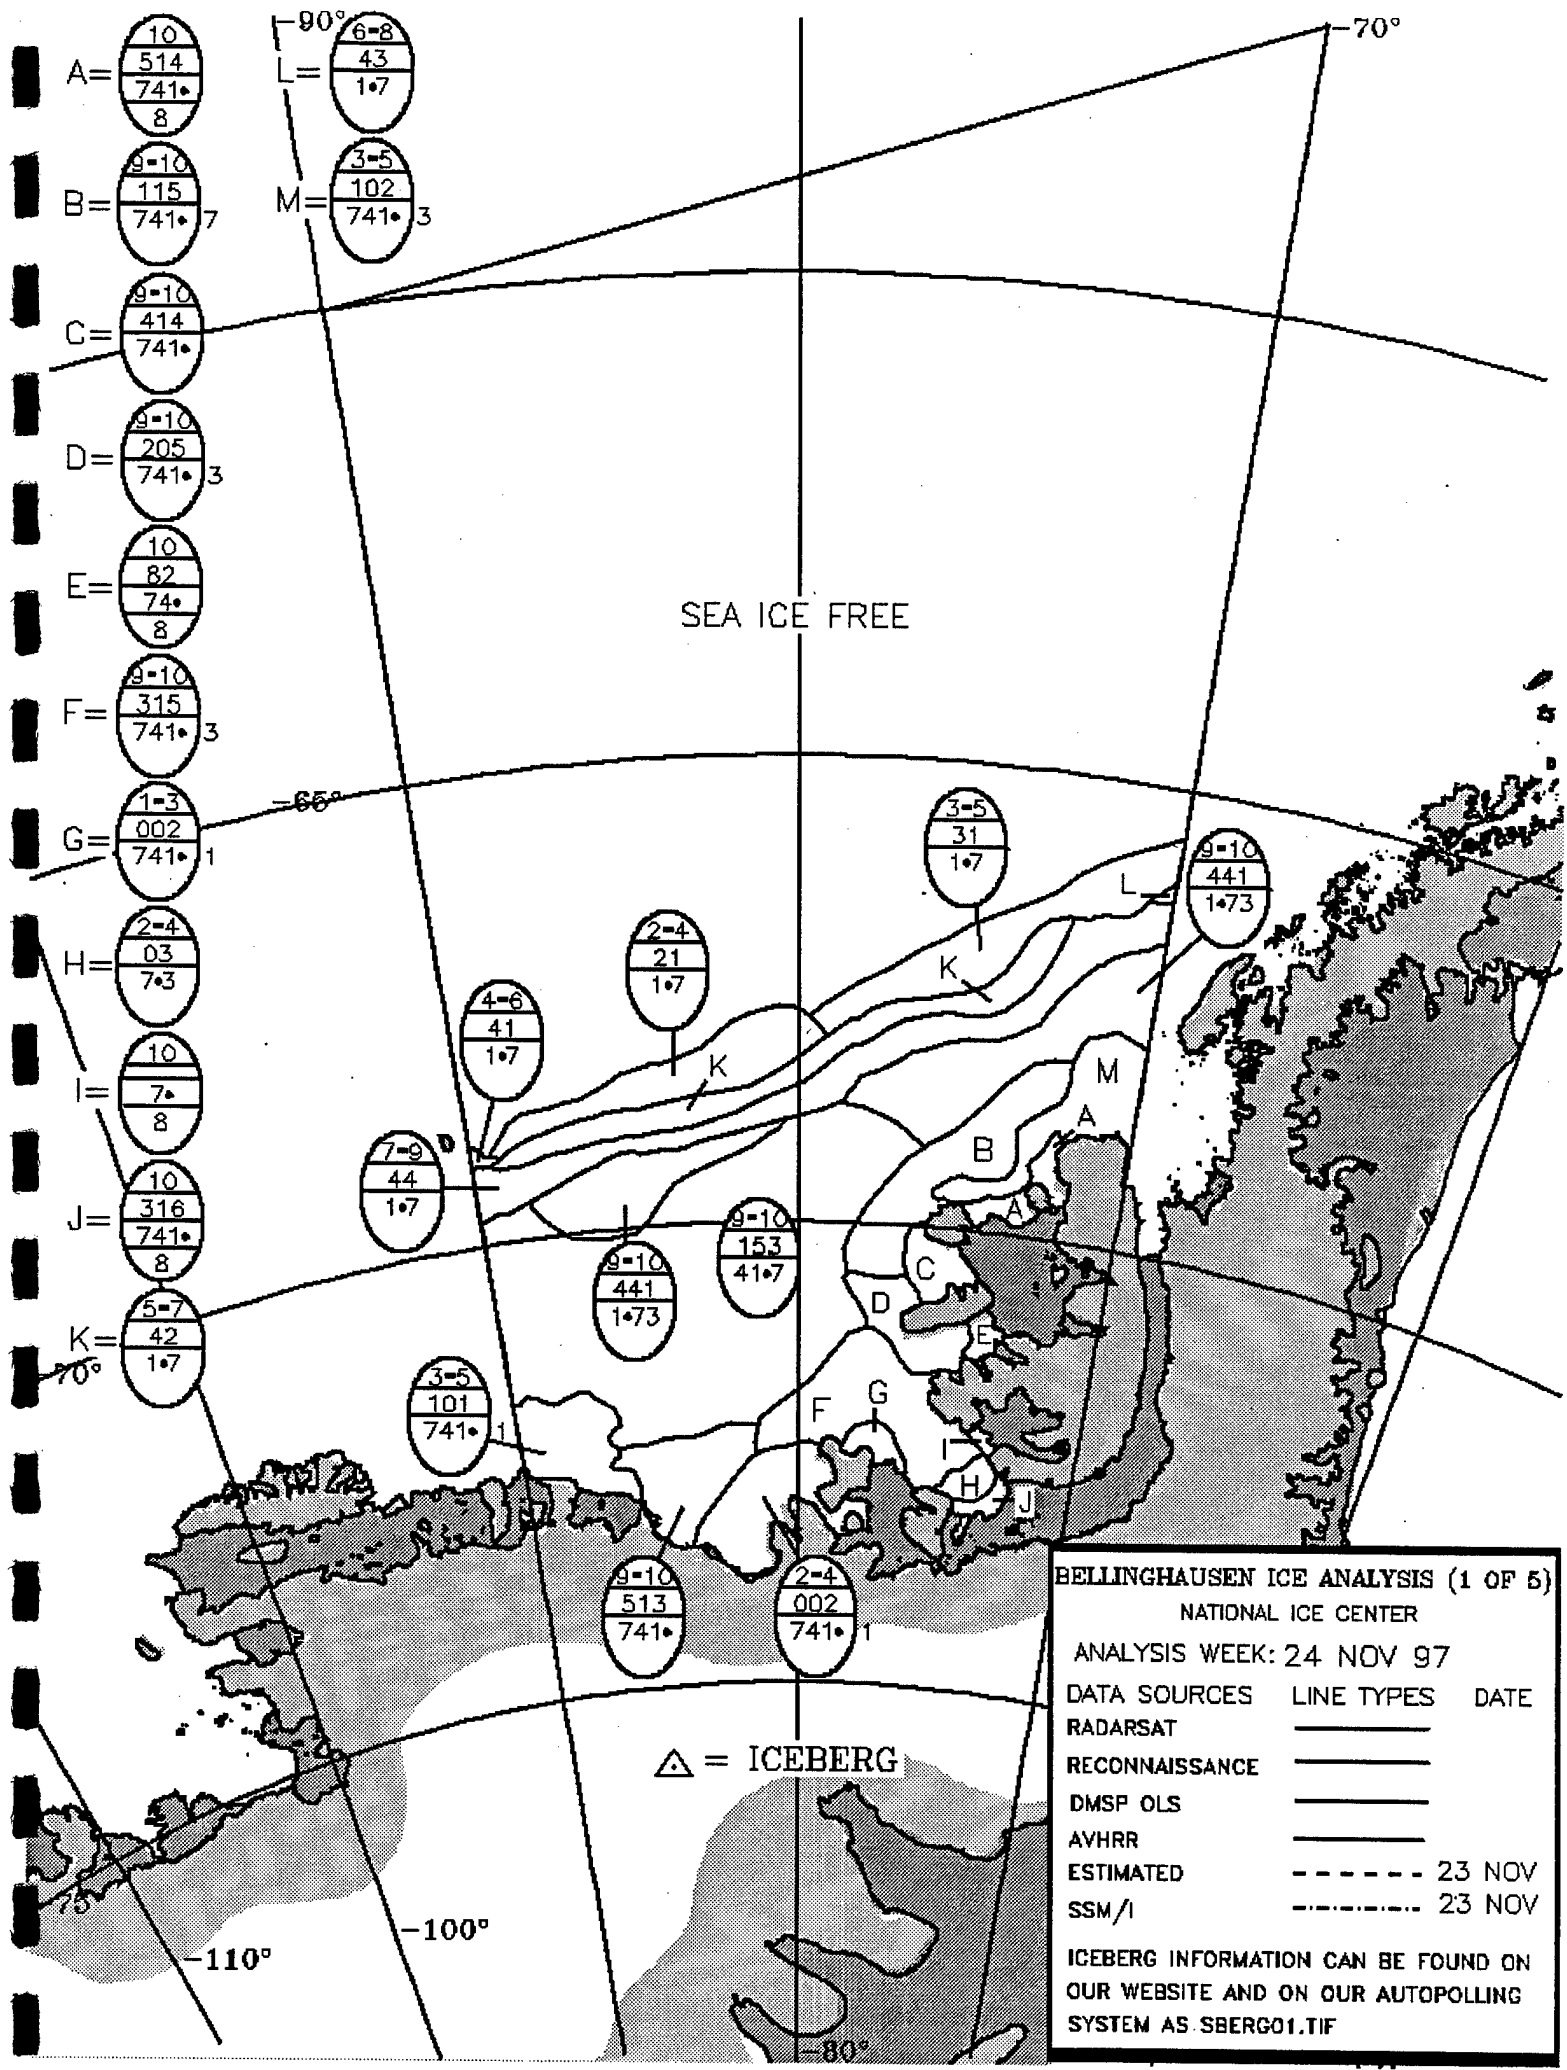 A=
10
514
741•
8
B=
9-10
115
741• 7
C=
9-10
414
741•
D=
9-10
205
741• 3
E=
10
82
74•
8
F=
9-10
315
741• 3
G=
1-3
002
741• 1
H=
2-4
03
7•3
I=
10
7•
8
J=
10
316
741•
8
K=
5-7
42
1•7
L=
6-8
43
1•7
M=
3-5
102
741• 3
-90°
-70°
SEA ICE FREE
-65°
3-5
31
1•7
9-10
441
1•73
L
2-4
21
1•7
K
4-6
41
1•7
K
M
A
B
7-9
44
1•7
A
9-10
153
41•7
9-10
441
1•73
C
D
E
-70°
3-5
101
741• 1
F
G
I
H
J
9-10
513
741•
2-4
002
741• 1
△ = ICEBERG
75
-100°
-110°
-80°
BELLINGHAUSEN ICE ANALYSIS (1 OF 5)
NATIONAL ICE CENTER
ANALYSIS WEEK: 24 NOV 97
DATA SOURCES LINE TYPES DATE
RADARSAT
RECONNAISSANCE
DMSP OLS
AVHRR
ESTIMATED 23 NOV
SSM/I 23 NOV
ICEBERG INFORMATION CAN BE FOUND ON
OUR WEBSITE AND ON OUR AUTOPOLLING
SYSTEM AS SBERG01.TIF